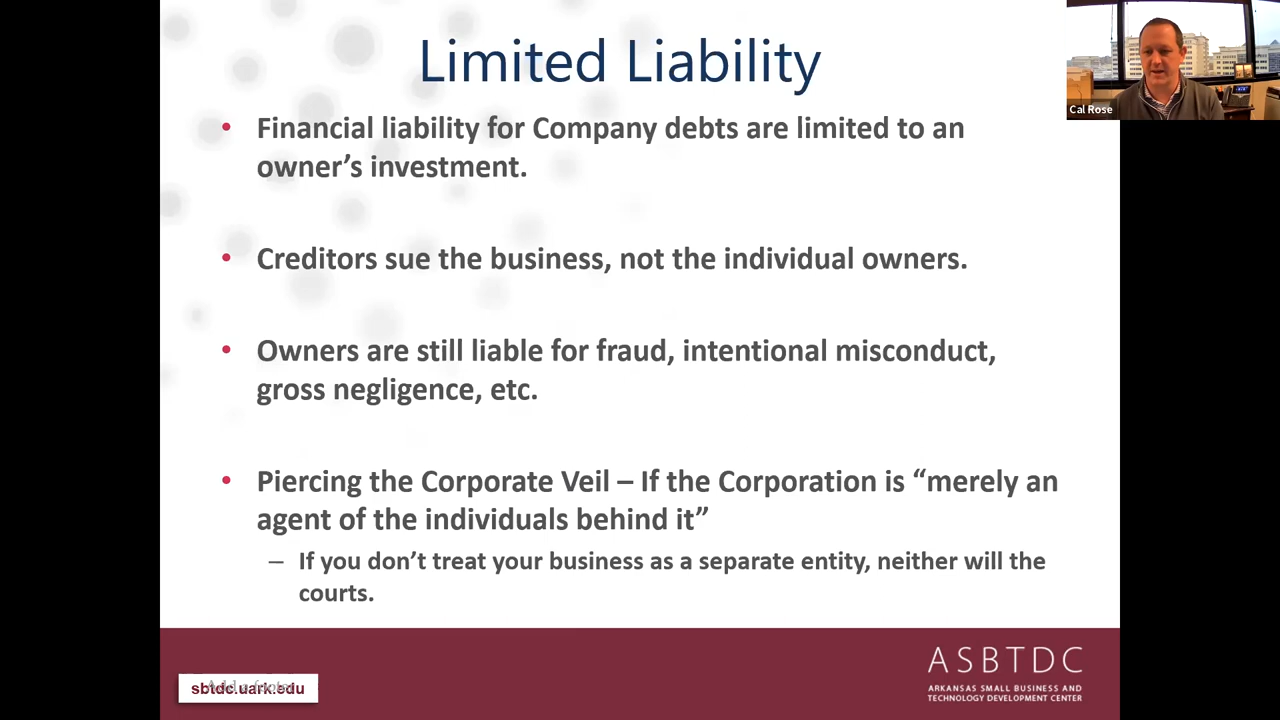 Limited Liability
Cal Rose
• Financial liability for Company debts are limited to an
owner’s investment.
• Creditors sue the business, not the individual owners.
• Owners are still liable for fraud, intentional misconduct,
gross negligence, etc.
• Piercing the Corporate Veil – If the Corporation is “merely an
agent of the individuals behind it”
– If you don’t treat your business as a separate entity, neither will the
courts.
sbtdc.uark.edu
ASBTDC
ARKANSAS SMALL BUSINESS AND
TECHNOLOGY DEVELOPMENT CENTER